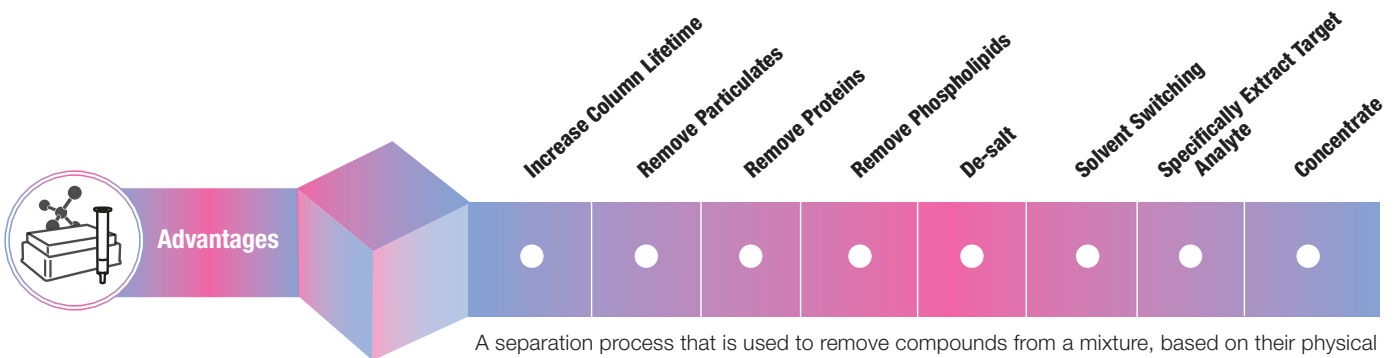 Increase Column Lifetime
Remove Particulates
Remove Proteins
Remove Phospholipids
De-salt
Solvent Switching
Specifically Extract Target
Analyte
Concentrate
Advantages
A separation process that is used to remove compounds from a mixture, based on their physical